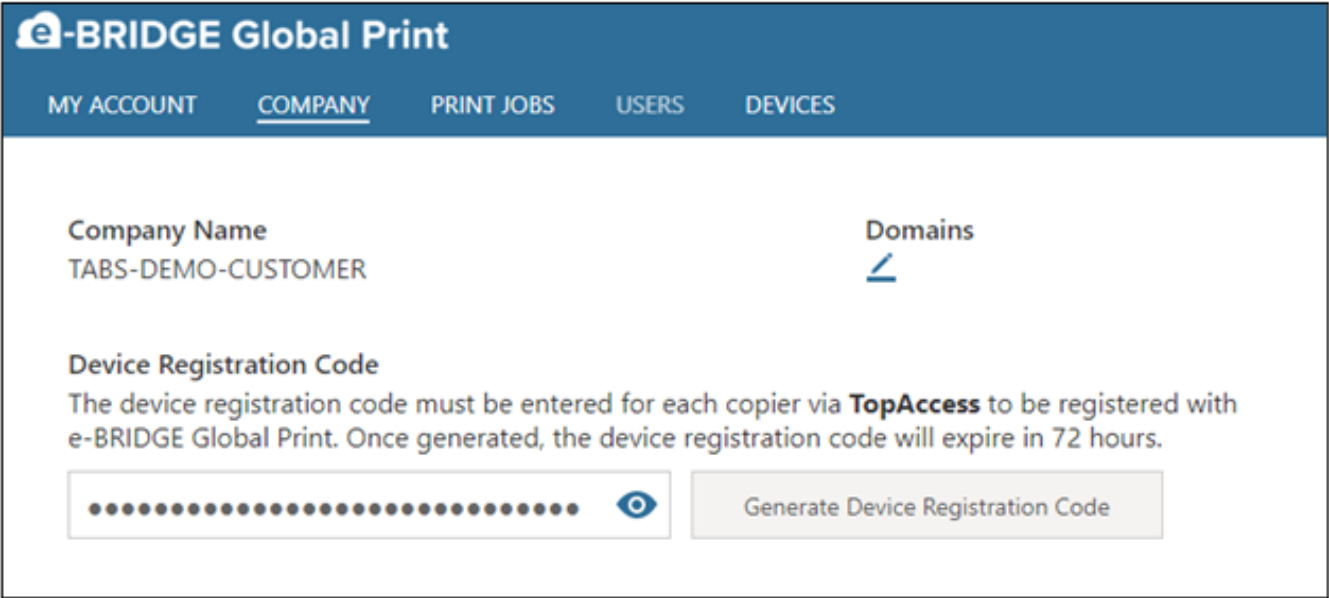 e-BRIDGE Global Print
MY ACCOUNT COMPANY PRINT JOBS USERS DEVICES
Company Name Domains
TABS-DEMO-CUSTOMER
Device Registration Code
The device registration code must be entered for each copier via TopAccess to be registered with
e-BRIDGE Global Print. Once generated, the device registration code will expire in 72 hours.
Generate Device Registration Code